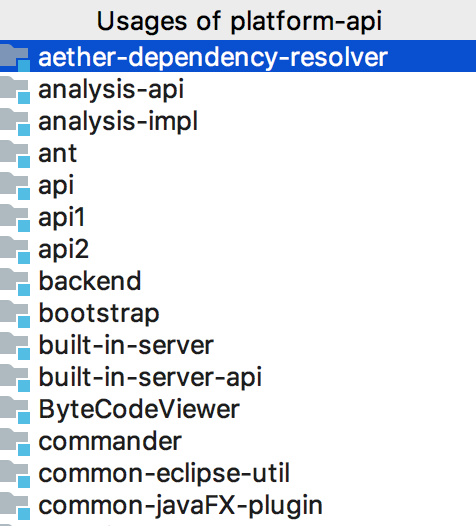 Usages of platform-api
aether-dependency-resolver
analysis-api
analysis-impl
ant
api
api1
api2
backend
bootstrap
built-in-server
built-in-server-api
ByteCodeViewer
commander
common-eclipse-util
common-javaFX-plugin